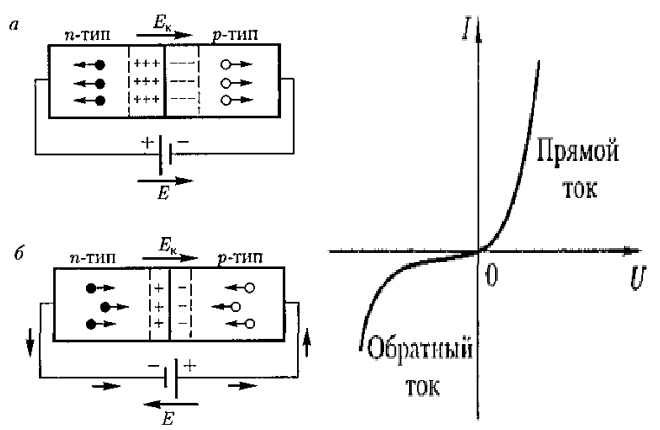 а
n-тип
Eк
p-тип
+++
---
+++
---
+++
---
+ −
E
б
n-тип
Eк
p-тип
+ −
+ −
+ −
− +
E
I
Прямой
ток
0
U
Обратный
ток